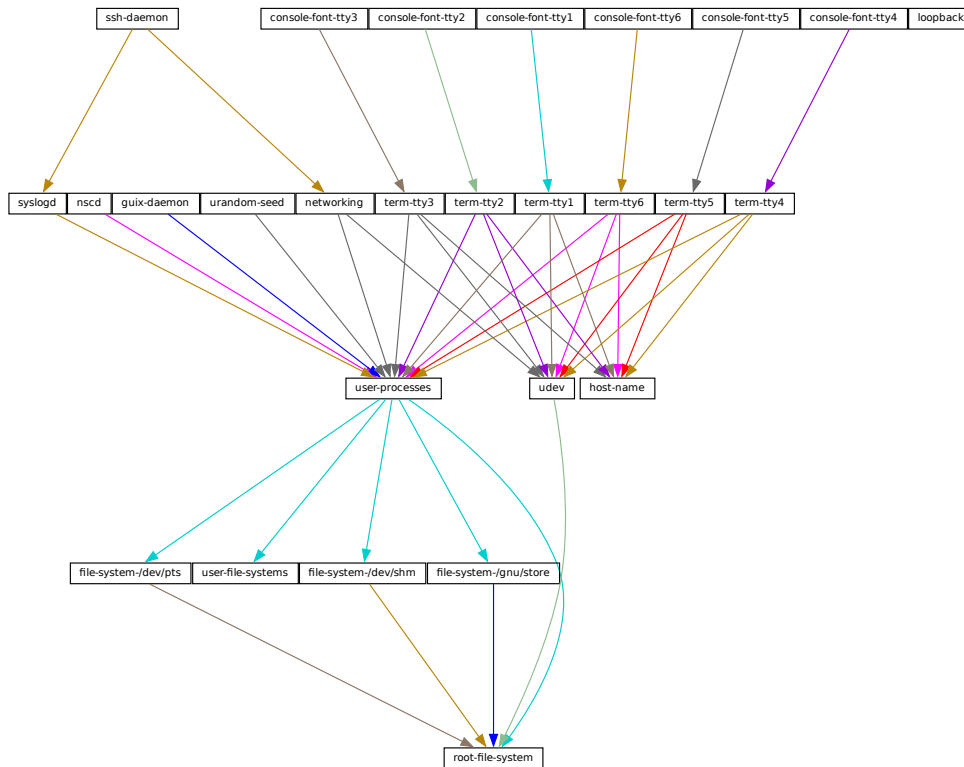 ssh-daemon
console-font-tty3
console-font-tty2
console-font-tty1
console-font-tty6
console-font-tty5
console-font-tty4
loopback
syslogd
nscd
guix-daemon
urandom-seed
networking
term-tty3
term-tty2
term-tty1
term-tty6
term-tty5
term-tty4
user-processes
udev
host-name
file-system-/dev/pts
user-file-systems
file-system-/dev/shm
file-system-/gnu/store
root-file-system